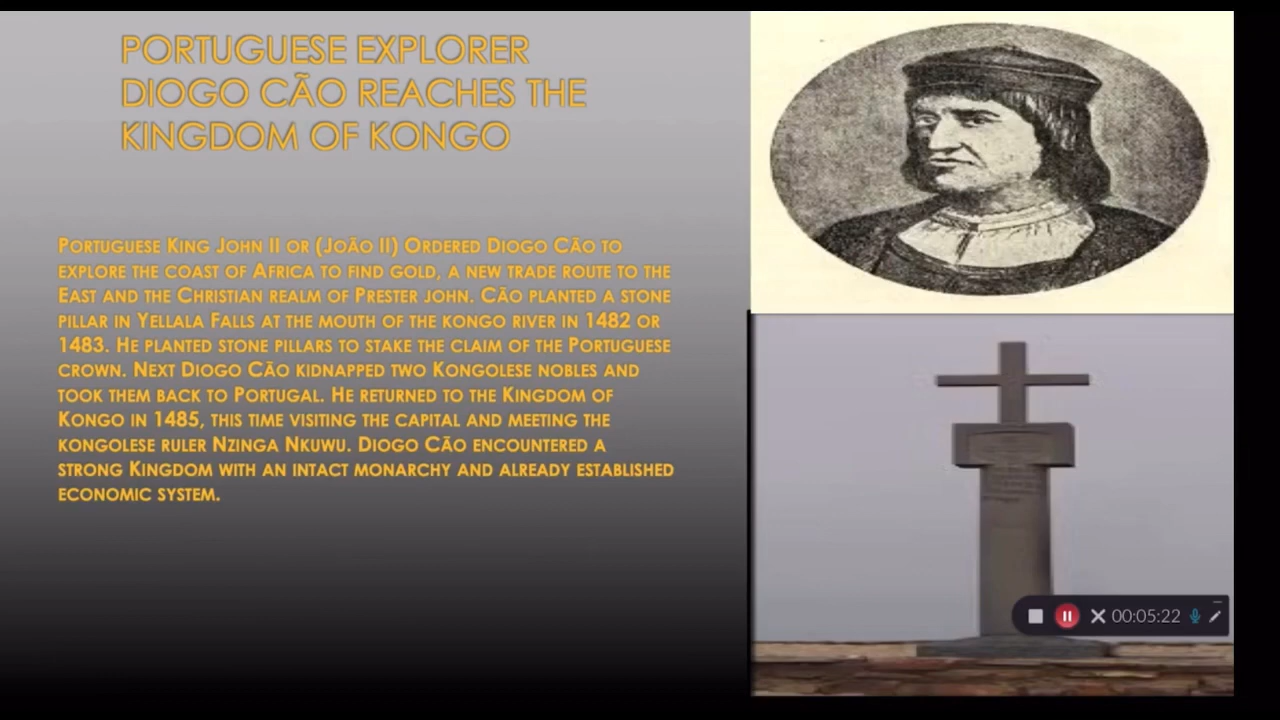 PORTUGUESE EXPLORER
DIOGO CÃO REACHES THE
KINGDOM OF KONGO
PORTUGUESE KING JOHN II OR (JOÃO II) ORDERED DIOGO CÃO TO
EXPLORE THE COAST OF AFRICA TO FIND GOLD, A NEW TRADE ROUTE TO THE
EAST AND THE CHRISTIAN REALM OF PRESTER JOHN. CÃO PLANTED A STONE
PILLAR IN YELLALA FALLS AT THE MOUTH OF THE KONGO RIVER IN 1482 OR
1483. HE PLANTED STONE PILLARS TO STAKE THE CLAIM OF THE PORTUGUESE
CROWN. NEXT DIOGO CÃO KIDNAPPED TWO KONGOLESE NOBLES AND
TOOK THEM BACK TO PORTUGAL. HE RETURNED TO THE KINGDOM OF
KONGO IN 1485, THIS TIME VISITING THE CAPITAL AND MEETING THE
KONGOLESE RULER NZINGA NKUWU. DIOGO CÃO ENCOUNTERED A
STRONG KINGDOM WITH AN INTACT MONARCHY AND ALREADY ESTABLISHED
ECONOMIC SYSTEM.
00:05:22